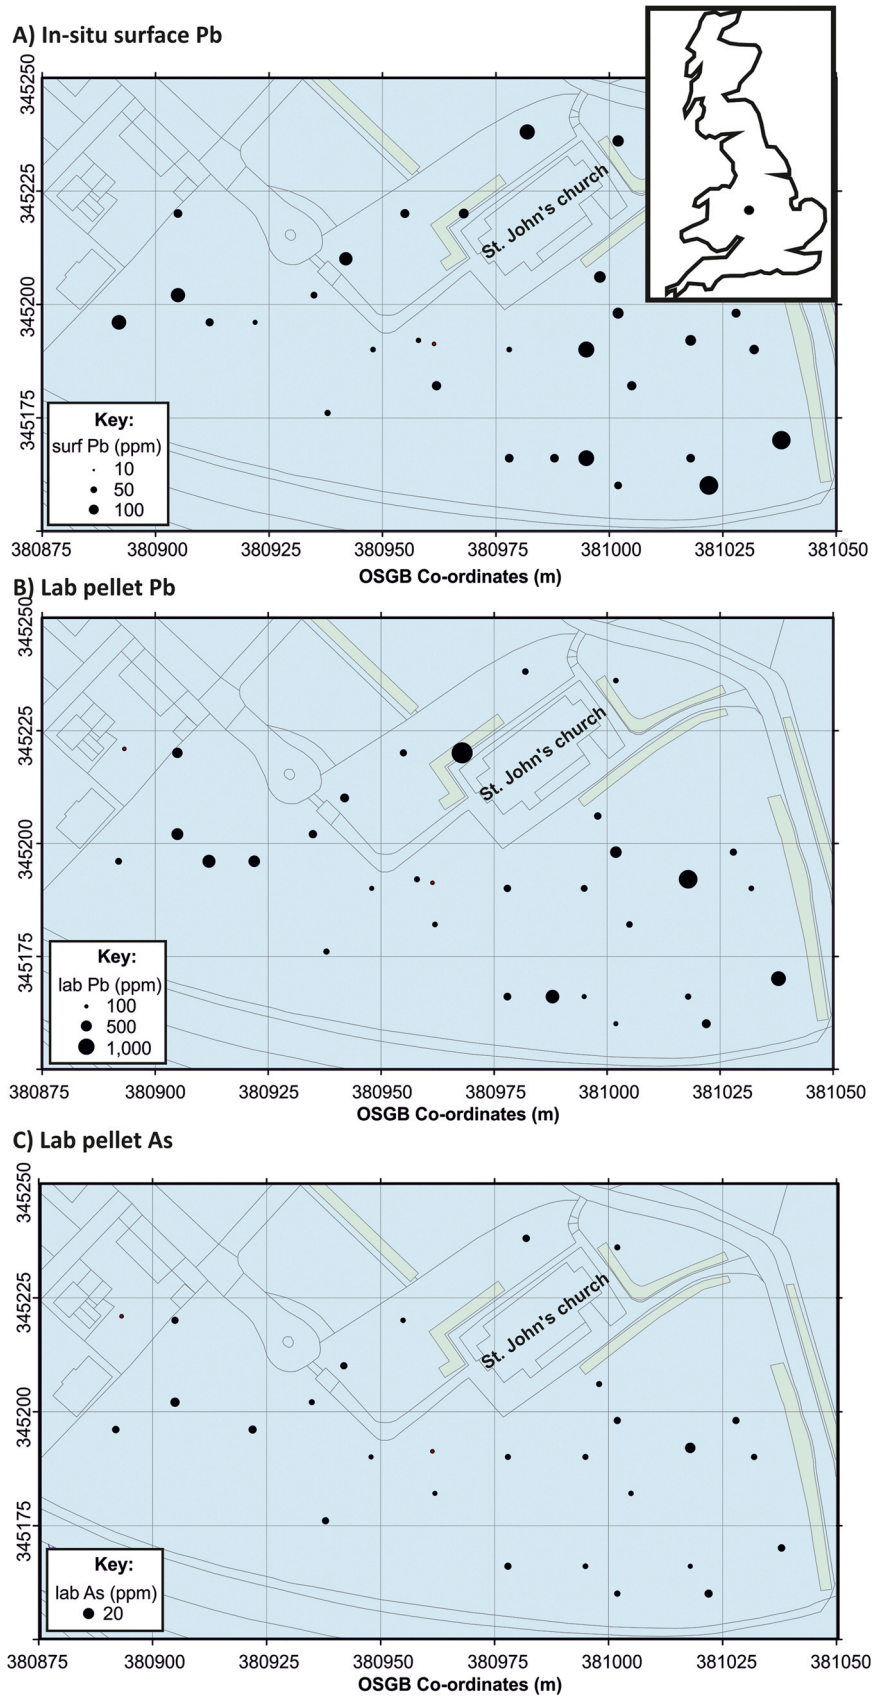 A) In-situ surface Pb
345250
345225
345200
345175
St. John's church
Key:
surf Pb (ppm)
10
50
100
380875 380900 380925 380950 380975 381000 381025 381050
OSGB Co-ordinates (m)
B) Lab pellet Pb
345250
345225
345200
345175
St. John's church
Key:
lab Pb (ppm)
100
500
1,000
380875 380900 380925 380950 380975 381000 381025 381050
OSGB Co-ordinates (m)
C) Lab pellet As
345250
345225
345200
345175
St. John's church
Key:
lab As (ppm)
20
380875 380900 380925 380950 380975 381000 381025 381050
OSGB Co-ordinates (m)